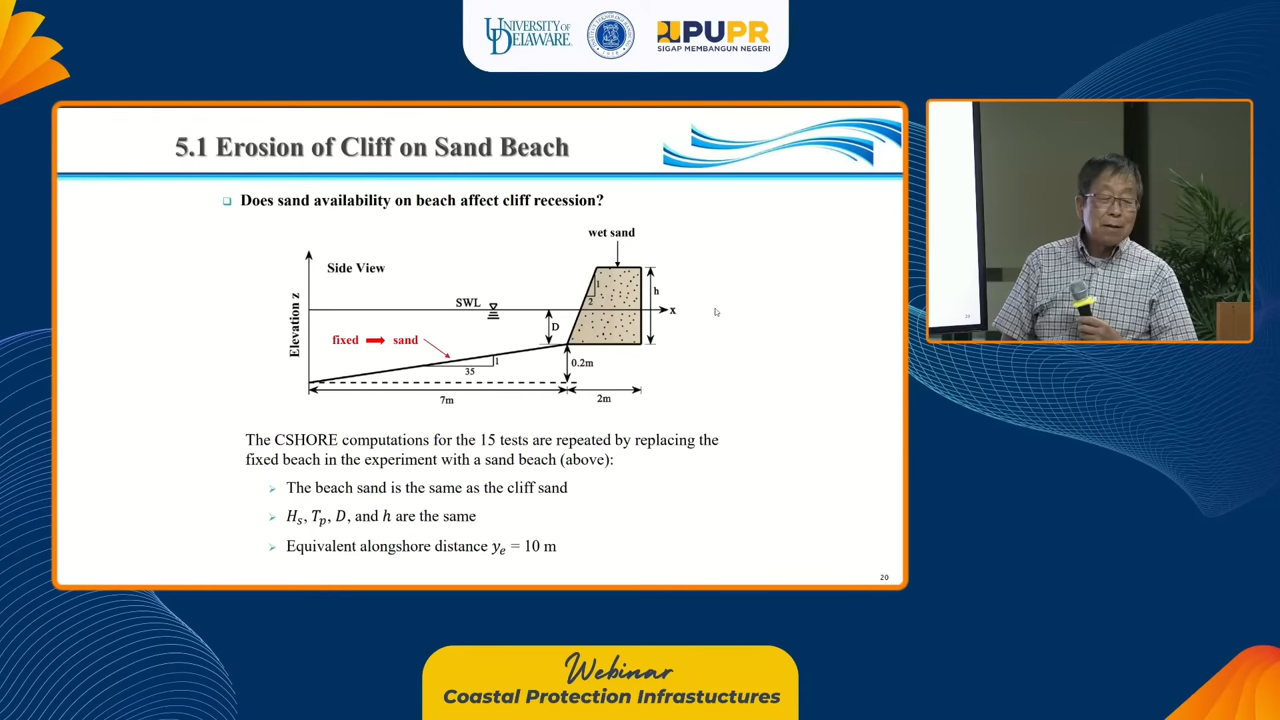 UNIVERSITY OF
DELAWARE.
PUPR
SIGAP MEMBANGUN NEGERI
5.1 Erosion of Cliff on Sand Beach
Does sand availability on beach affect cliff recession?
wet sand
Side View
Elevation z
SWL
1
2
h
x
D
fixed
sand
1
35
0.2m
7m
2m
The CSHORE computations for the 15 tests are repeated by replacing the
fixed beach in the experiment with a sand beach (above):
The beach sand is the same as the cliff sand
Hs, Tp, D, and h are the same
Equivalent alongshore distance ye = 10 m
20
Webinar
Coastal Protection Infrastuctures